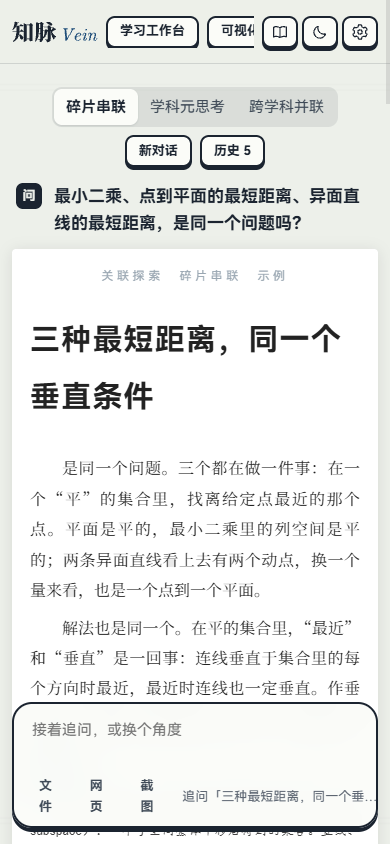 知脉 Vein 学习工作台 可视
碎片串联 学科元思考 跨学科并联
新对话 历史 5
问 最小二乘、点到平面的最短距离、异面直
线的最短距离，是同一个问题吗？
关联探索 碎片串联 示例
三种最短距离，同一个
垂直条件
是同一个问题。三个都在做一件事：在一
个“平”的集合里，找离给定点最近的那个
点。平面是平的，最小二乘里的列空间是平
的；两条异面直线看上去有两个动点，换一个
量来看，也是一个点到一个平面。
解法也是同一个。在平的集合里，“最近”
和“垂直”是一回事：连线垂直于集合里的每
个方向时最近，最近时连线也一定垂直。作垂
接着追问，或换个角度
文件 网页 截图 追问「三种最短距离，同一个垂…